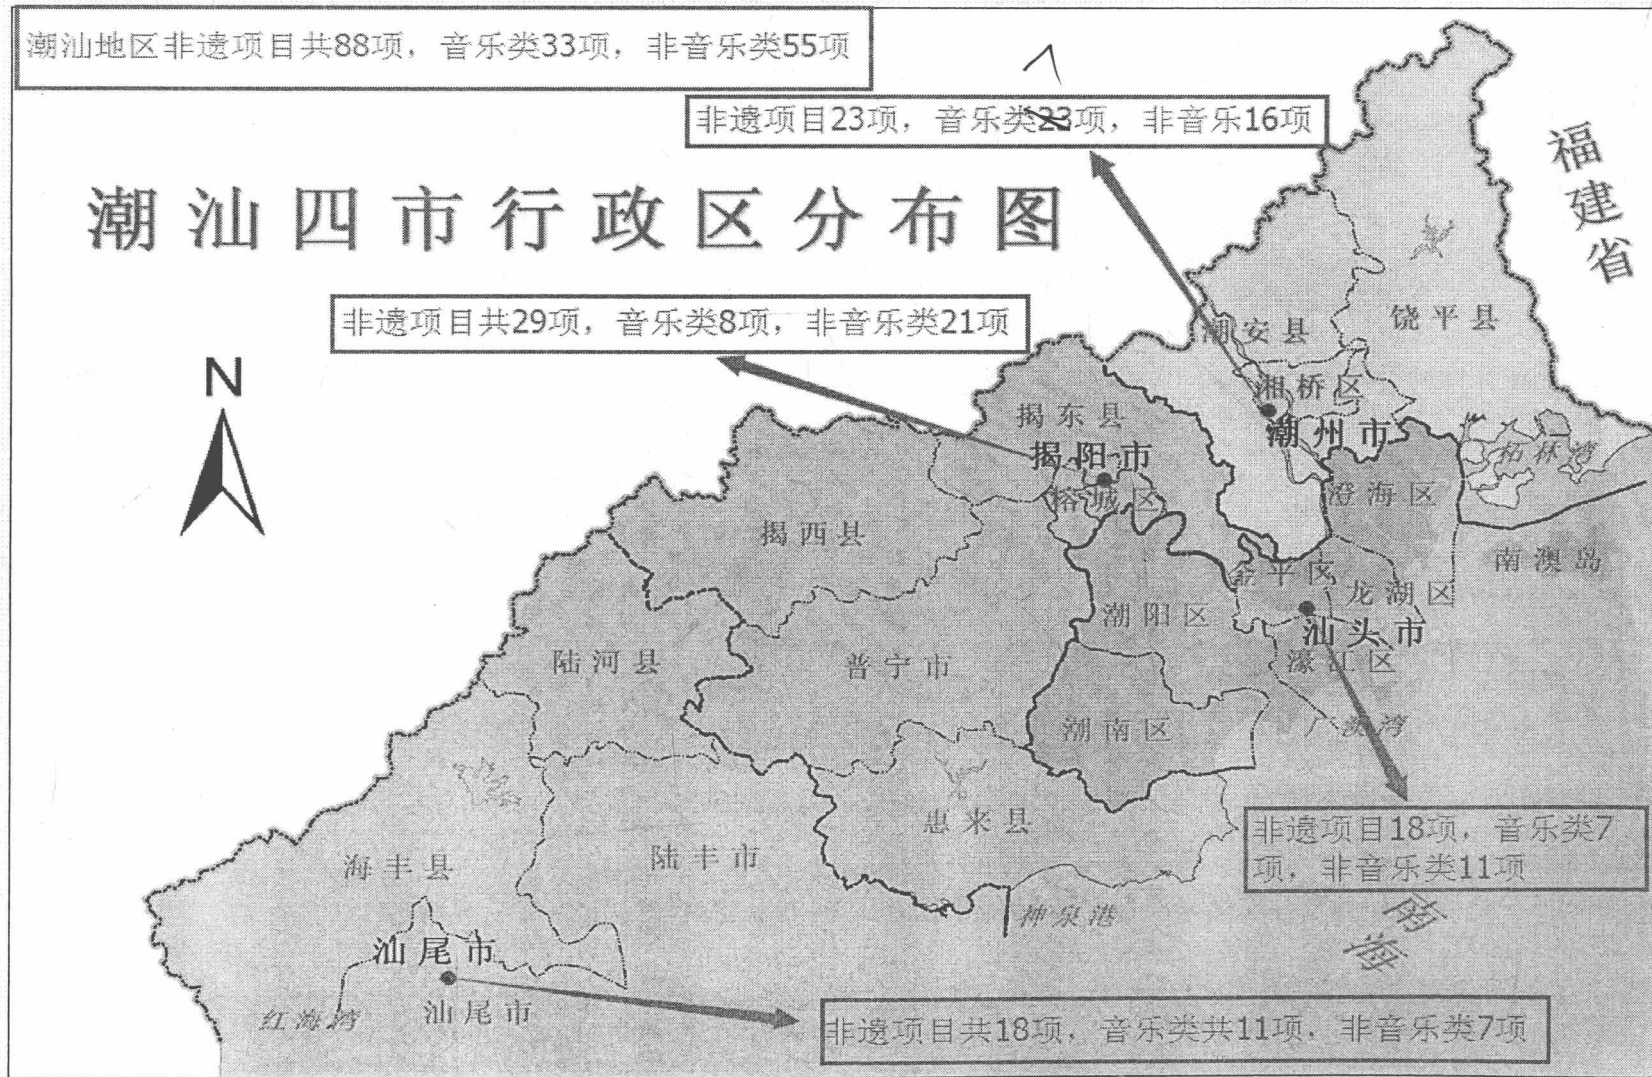 潮汕地区非遗项目共88项，音乐类33项，非音乐类55项
7
非遗项目23项，音乐类23项，非音乐16项
潮汕四市行政区分布图
福建省
非遗项目共29项，音乐类8项，非音乐类21项
N
潮安县
饶平县
湘桥区
潮州市
揭东县
揭阳市
榕城区
拓林湾
澄海区
揭西县
南澳岛
金平区
龙湖区
潮阳区
汕头市
濠江区
陆河县
普宁市
潮南区
广澳湾
惠来县
非遗项目18项，音乐类7
项，非音乐类11项
海丰县
陆丰市
神泉港
南海
汕尾市
红海湾
汕尾市
非遗项目共18项，音乐类共11项，非音乐类7项